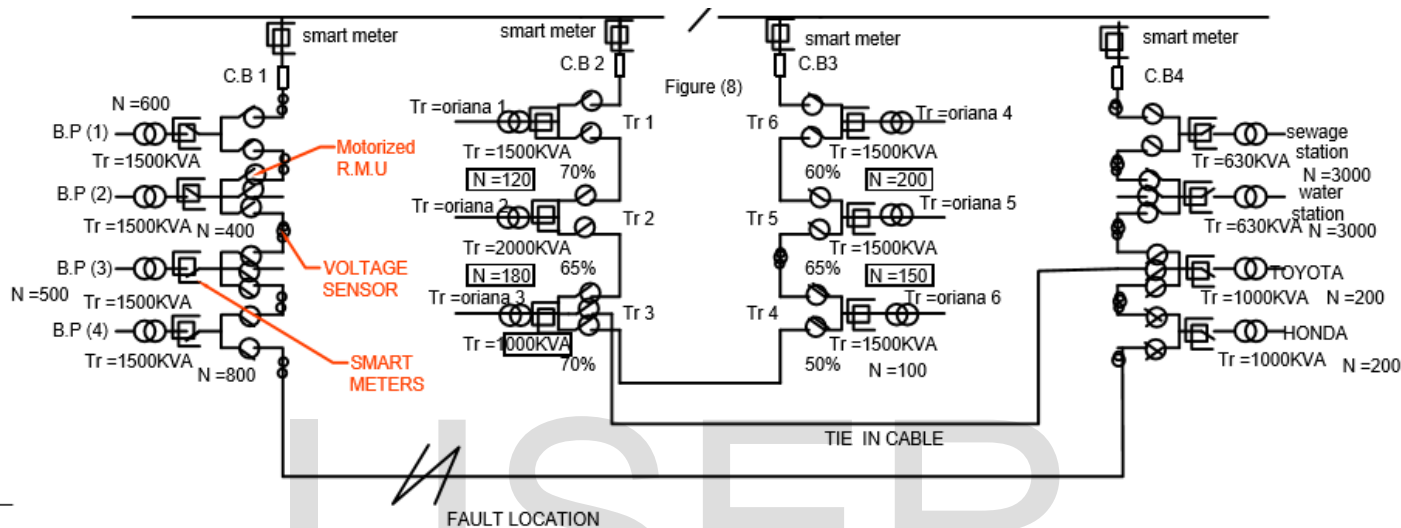 smart meter
smart meter
smart meter
smart meter
C.B 1
C.B 2
C.B3
C.B4
Figure (8)
N =600
B.P (1)
Tr =1500KVA
B.P (2)
Tr =1500KVA
N =400
B.P (3)
N =500
Tr =1500KVA
B.P (4)
Tr =1500KVA
N =800
Motorized
R.M.U
VOLTAGE
SENSOR
SMART
METERS
Tr =oriana 1
Tr 1
Tr =1500KVA
70%
N =120
Tr =oriana 2
Tr 2
Tr =2000KVA
65%
N =180
Tr =oriana 3
Tr 3
Tr =1000KVA
70%
Tr =oriana 4
Tr 6
Tr =1500KVA
60%
N =200
Tr =oriana 5
Tr 5
Tr =1500KVA
65%
N =150
Tr =oriana 6
Tr 4
Tr =1500KVA
50%
N =100
sewage
station
Tr =630KVA
N =3000
water
station
Tr =630KVA
N =3000
TOYOTA
Tr =1000KVA
N =200
HONDA
Tr =1000KVA
N =200
TIE IN CABLE
FAULT LOCATION